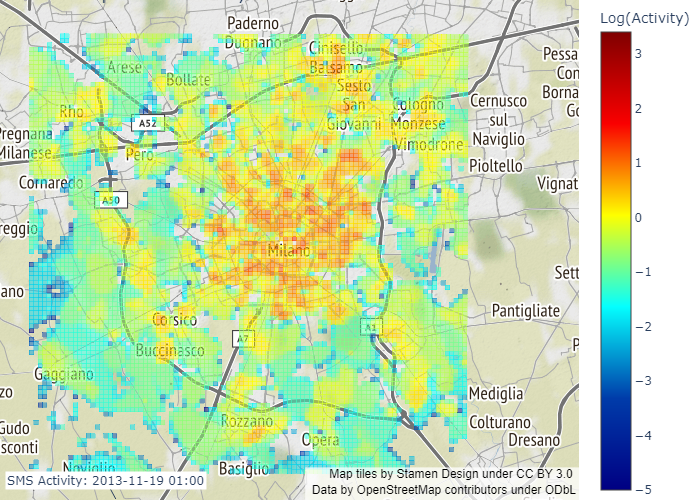 Log(Activity)
3
2
1
0
−1
−2
−3
−4
−5
Paderno
Dugnano
Cinisello
Balsamo
Arese
Bollate
Sesto
San
Giovanni
Cologno
Monzese
Cernusco
sul
Naviglio
Pessa
Con
Borna
Go
Rho
A52
Pregnana
Milanese
Pero
Vimodrone
Pioltello
Cornaredo
Vignat
A50
reggio
Milano
Sett
ano
Pantigliate
Corsico
A7
A1
P
Buccinasco
Gaggiano
zo
Mediglia
Rozzano
Colturano
Gudo
sconti
Opera
Dresano
Noviglio
Basiglio
SMS Activity: 2013-11-19 01:00
Map tiles by Stamen Design under CC BY 3.0
Data by OpenStreetMap contributors under ODbL